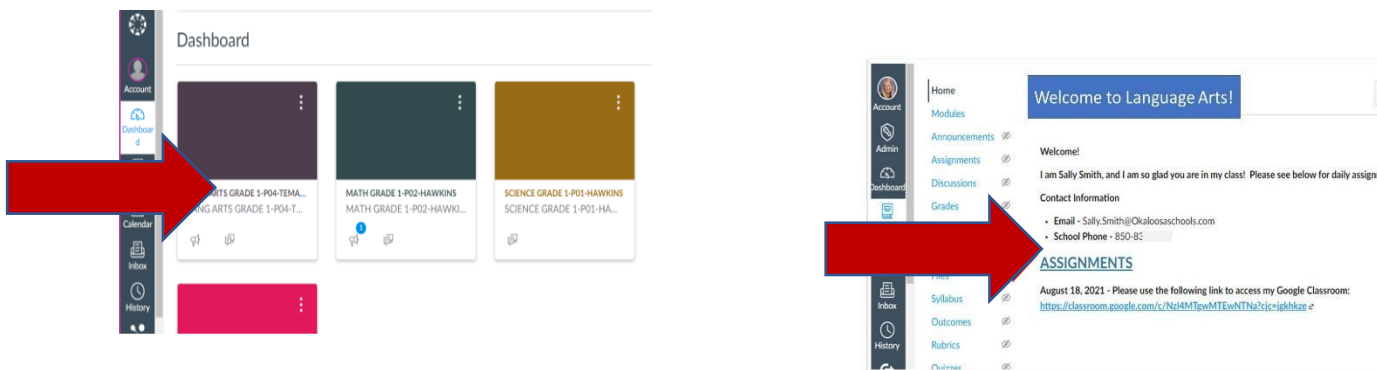 Dashboard
Account
Dashboar
d
Calendar
Inbox
History
ARTS GRADE 1-P04-TEMA...
ANG ARTS GRADE 1-P04-T...
MATH GRADE 1-P02-HAWKINS
MATH GRADE 1-P02-HAWKI...
1
SCIENCE GRADE 1-P01-HAWKINS
SCIENCE GRADE 1-P01-HA...
Account
Admin
Dashboard
Inbox
History
Home
Modules
Announcements
Assignments
Discussions
Grades
Files
Syllabus
Outcomes
Rubrics
Quizzes
Welcome to Language Arts!
Welcome!
I am Sally Smith, and I am so glad you are in my class! Please see below for daily assign
Contact Information
• Email - Sally.Smith@Okaloosaschools.com
• School Phone - 850-83
ASSIGNMENTS
August 18, 2021 - Please use the following link to access my Google Classroom:
https://classroom.google.com/c/NzI4MTgwMTEwNTNa?cjc=jgkhkze